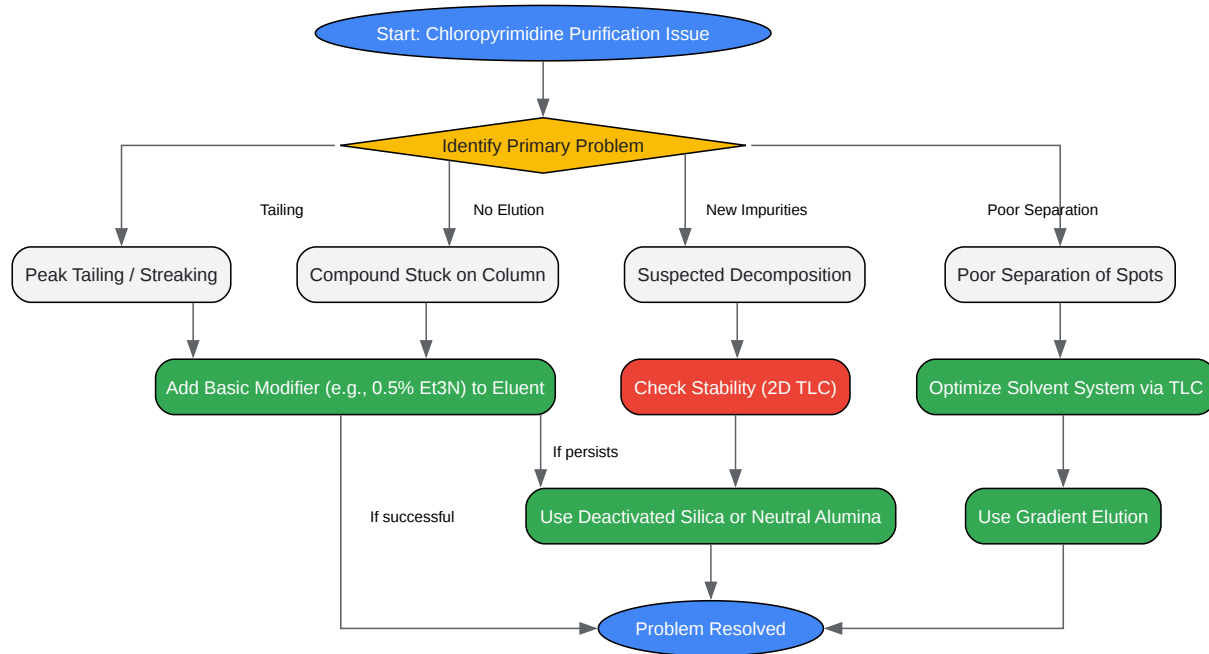 Start: Chloropyrimidine Purification Issue
Identify Primary Problem
Tailing
No Elution
New Impurities
Poor Separation
Peak Tailing / Streaking
Compound Stuck on Column
Suspected Decomposition
Poor Separation of Spots
Add Basic Modifier (e.g., 0.5% Et3N) to Eluent
Check Stability (2D TLC)
Optimize Solvent System via TLC
If persists
If successful
Use Deactivated Silica or Neutral Alumina
Use Gradient Elution
Problem Resolved